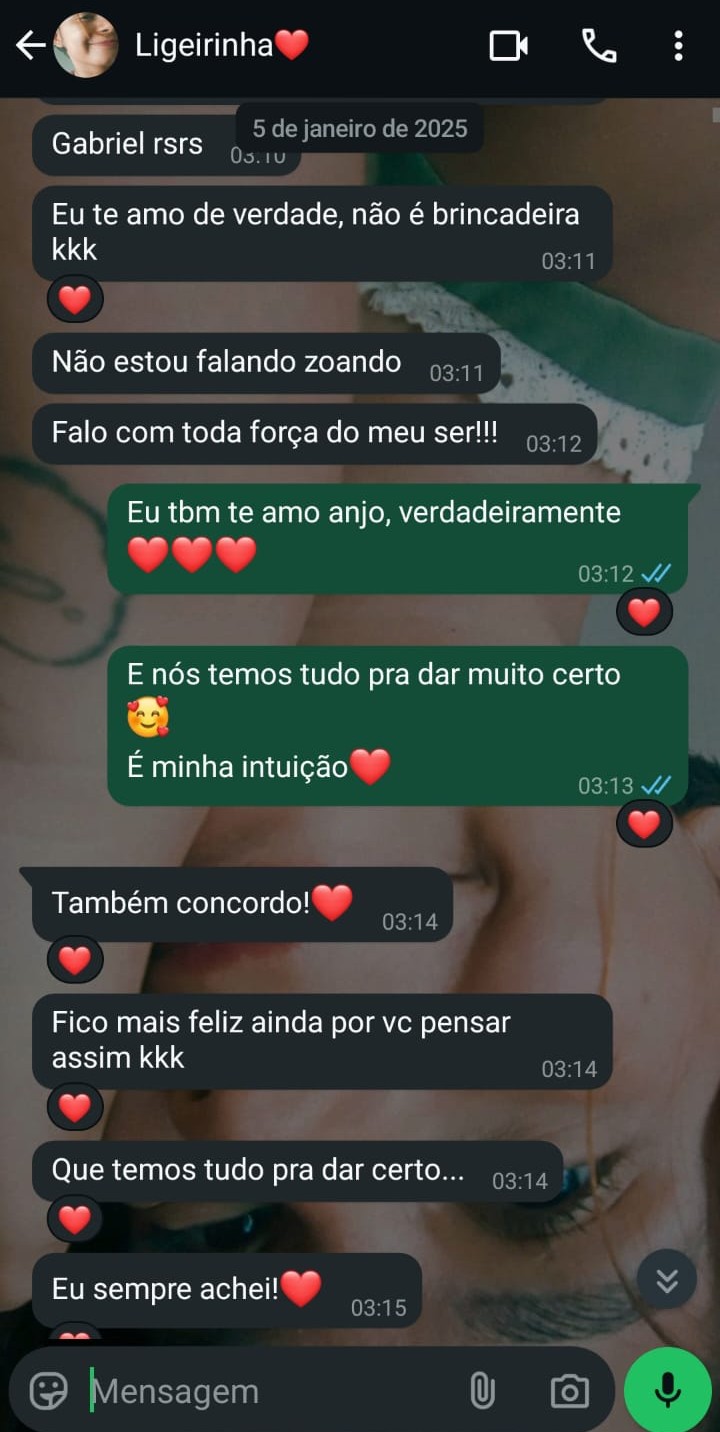 Ligeirinha❤️
5 de janeiro de 2025
Gabriel rsrs
03:10
Eu te amo de verdade, não é brincadeira
kkk
03:11
❤️
Não estou falando zoando
03:11
Falo com toda força do meu ser!!!
03:12
Eu tbm te amo anjo, verdadeiramente
❤️❤️❤️
03:12
❤️
E nós temos tudo pra dar muito certo
🥰
É minha intuição❤️
03:13
❤️
Também concordo!❤️
03:14
❤️
Fico mais feliz ainda por vc pensar
assim kkk
03:14
❤️
Que temos tudo pra dar certo...
03:14
❤️
Eu sempre achei!❤️
03:15
Mensagem